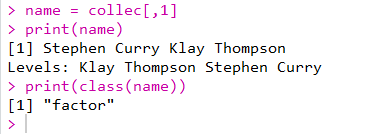 > name = collec[,1]
> print(name)
[1] Stephen Curry Klay Thompson
Levels: Klay Thompson Stephen Curry
> print(class(name))
[1] "factor"
>